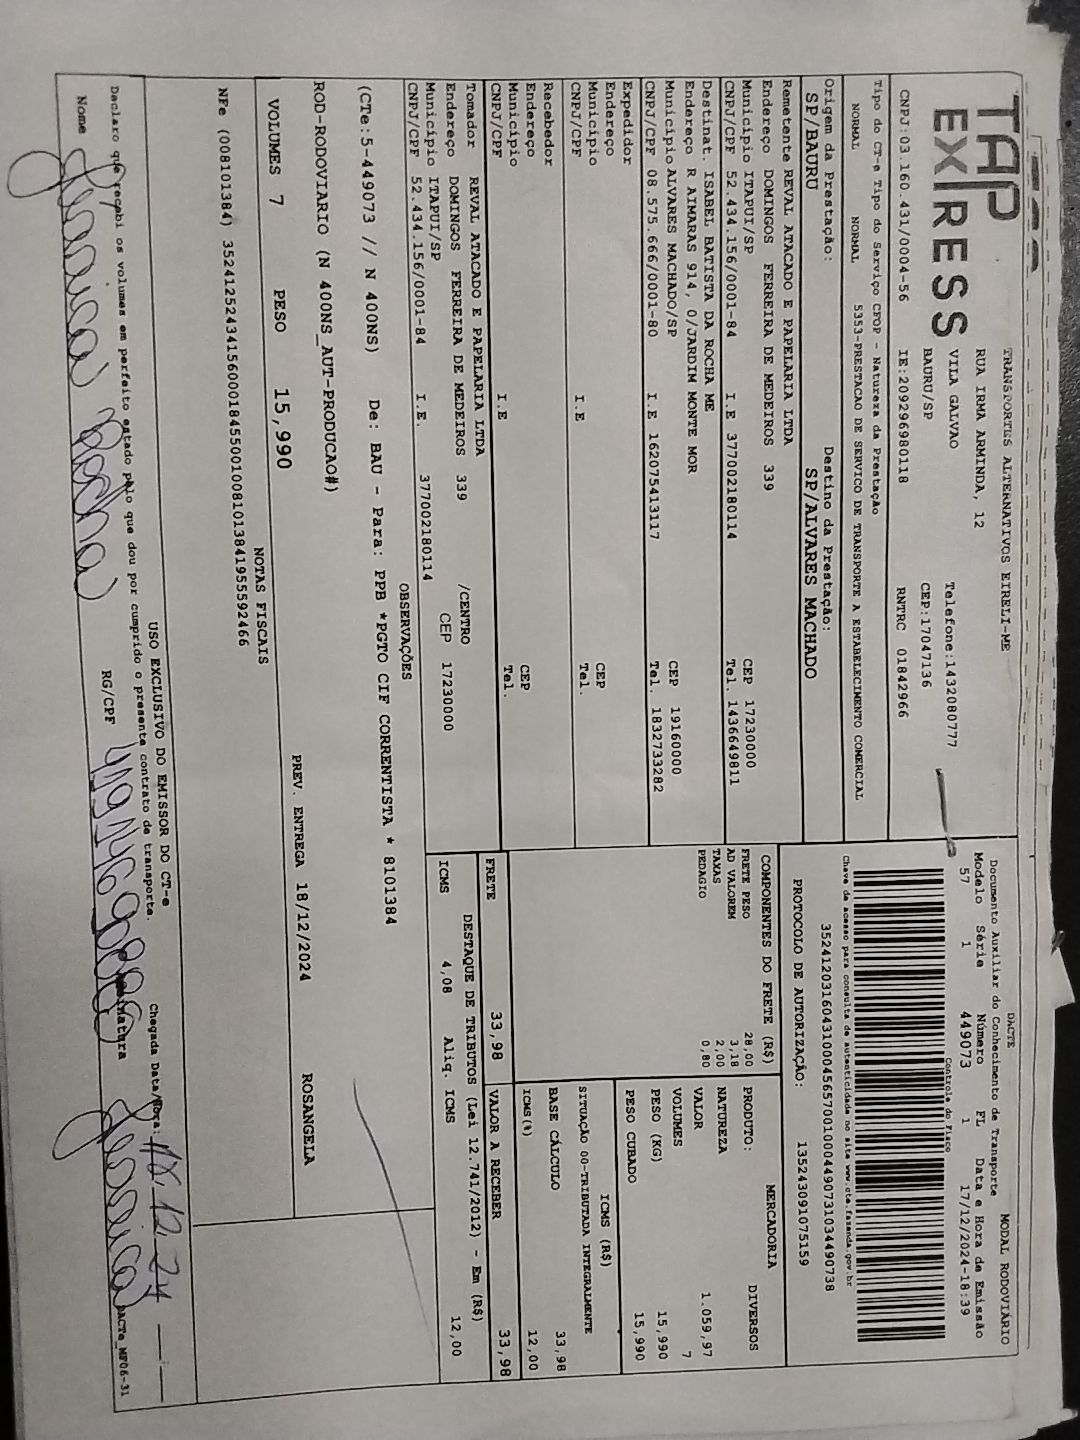 TAP
EXPRESS
TRANSPORTES ALTERNATIVOS EIRELI-ME
RUA IRMA ARMINDA, 12
VILA GALVAO
BAURU/SP
Telefone:1432080777
CEP:17047136
CNPJ:03.160.431/0004-56 IE:209296980118 RNTRC 01842966
DACTE MODAL RODOVIÁRIO
Documento Auxiliar do Conhecimento de Transporte
Modelo Série Número FL Data e Hora de Emissão
57 1 449073 1 17/12/2024-18:39
Controle do Fisco
Chave de acesso para consulta de autenticidade no site www.cte.fazenda.gov.br
35241203160431000456570010004490731034490738
PROTOCOLO DE AUTORIZAÇÃO: 135243091075159
Tipo do CT-e Tipo do Serviço CFOP - Natureza da Prestação
NORMAL NORMAL 5353-PRESTACAO DE SERVICO DE TRANSPORTE A ESTABELECIMENTO COMERCIAL
Origem da Prestação: Destino da Prestação:
SP/BAURU SP/ALVARES MACHADO
Remetente REVAL ATACADO E PAPELARIA LTDA
Endereço DOMINGOS FERREIRA DE MEDEIROS 339
Município ITAPUI/SP CEP 17230000
CNPJ/CPF 52.434.156/0001-84 I.E 377002180114 Tel. 1436649811
Destinat. ISABEL BATISTA DA ROCHA ME
Endereço R AIMARAS 914, 0/JARDIM MONTE MOR
Município ALVARES MACHADO/SP CEP 19160000
CNPJ/CPF 08.575.666/0001-80 I.E 162075413117 Tel. 1832733282
Expedidor
Endereço
Município CEP
CNPJ/CPF I.E Tel.
Recebedor
Endereço
Município CEP
CNPJ/CPF I.E Tel.
Tomador REVAL ATACADO E PAPELARIA LTDA
Endereço DOMINGOS FERREIRA DE MEDEIROS 339 /CENTRO
Município ITAPUI/SP CEP 17230000
CNPJ/CPF 52.434.156/0001-84 I.E. 377002180114
COMPONENTES DO FRETE (R$)
FRETE PESO 28,00
AD VALOREM 3,18
TAXAS 2,00
PEDAGIO 0,80
MERCADORIA
PRODUTO: DIVERSOS
NATUREZA
VALOR 1.059,97
VOLUMES 7
PESO (KG) 15,990
PESO CUBADO 15,990
ICMS (R$)
SITUAÇÃO 00-TRIBUTADA INTEGRALMENTE
BASE CÁLCULO 33,98
ICMS(%) 12,00
FRETE 33,98 VALOR A RECEBER 33,98
DESTAQUE DE TRIBUTOS (Lei 12.741/2012) - Em (R$)
ICMS 4,08 Aliq. ICMS 12,00
OBSERVAÇÕES
(CTe:5-449073 // N 400NS) De: BAU - Para: PPB *PGTO CIF CORRENTISTA * 8101384
ROD-RODOVIARIO (N 400NS_AUT-PRODUCAO#)
VOLUMES 7 PESO 15,990 PREV. ENTREGA 18/12/2024 ROSANGELA
NOTAS FISCAIS
NFe (008101384) 35241252434156000184550010081013841955592466
USO EXCLUSIVO DO EMISSOR DO CT-e
Declaro que recebi os volumes em perfeito estado pelo que dou por cumprido o presente contrato de transporte. Chegada Data/Hora: 18.12.24
Nome Rocha RG/CPF Assinatura
DACTe_MF06-31